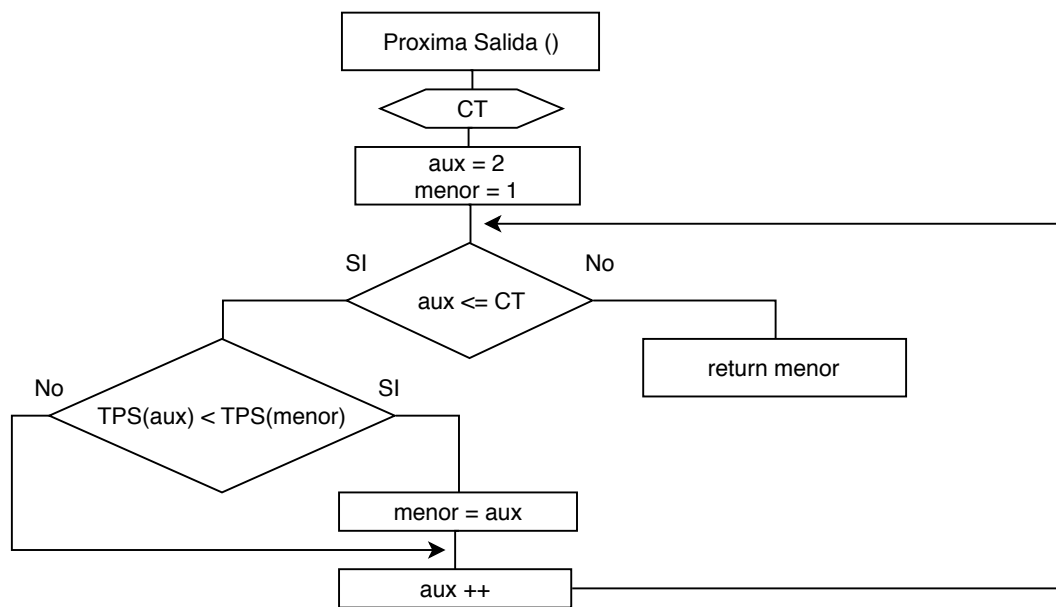 Proxima Salida ()
CT
aux = 2
menor = 1
SI
No
aux <= CT
return menor
No
SI
TPS(aux) < TPS(menor)
menor = aux
aux ++